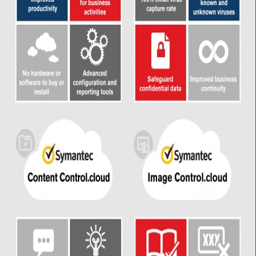 improved
productivity
for business
activities
capture rate
known and
unknown viruses
No hardware or
software to buy or
install
Advanced
configuration and
reporting tools
Safeguard
confidential data
Improved business
continuity
Symantec
Content Control.cloud
Symantec
Image Control.cloud
XXX